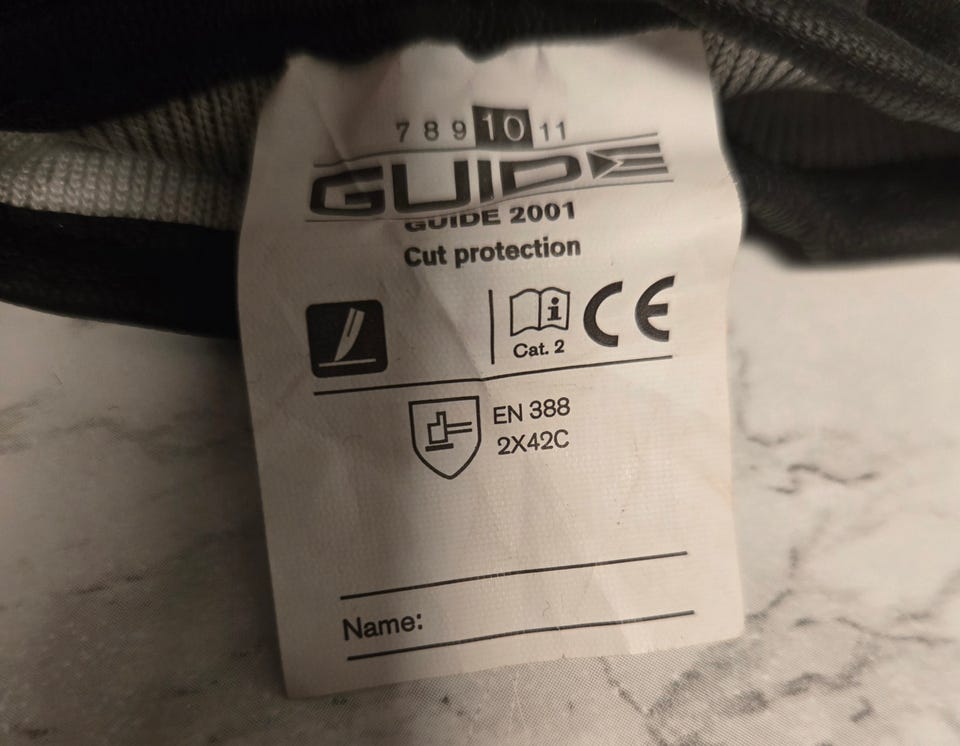 7 8 9 10 11
GUIDE
GUIDE 2001
Cut protection
i
CE
Cat. 2
EN 388
2X42C
Name: